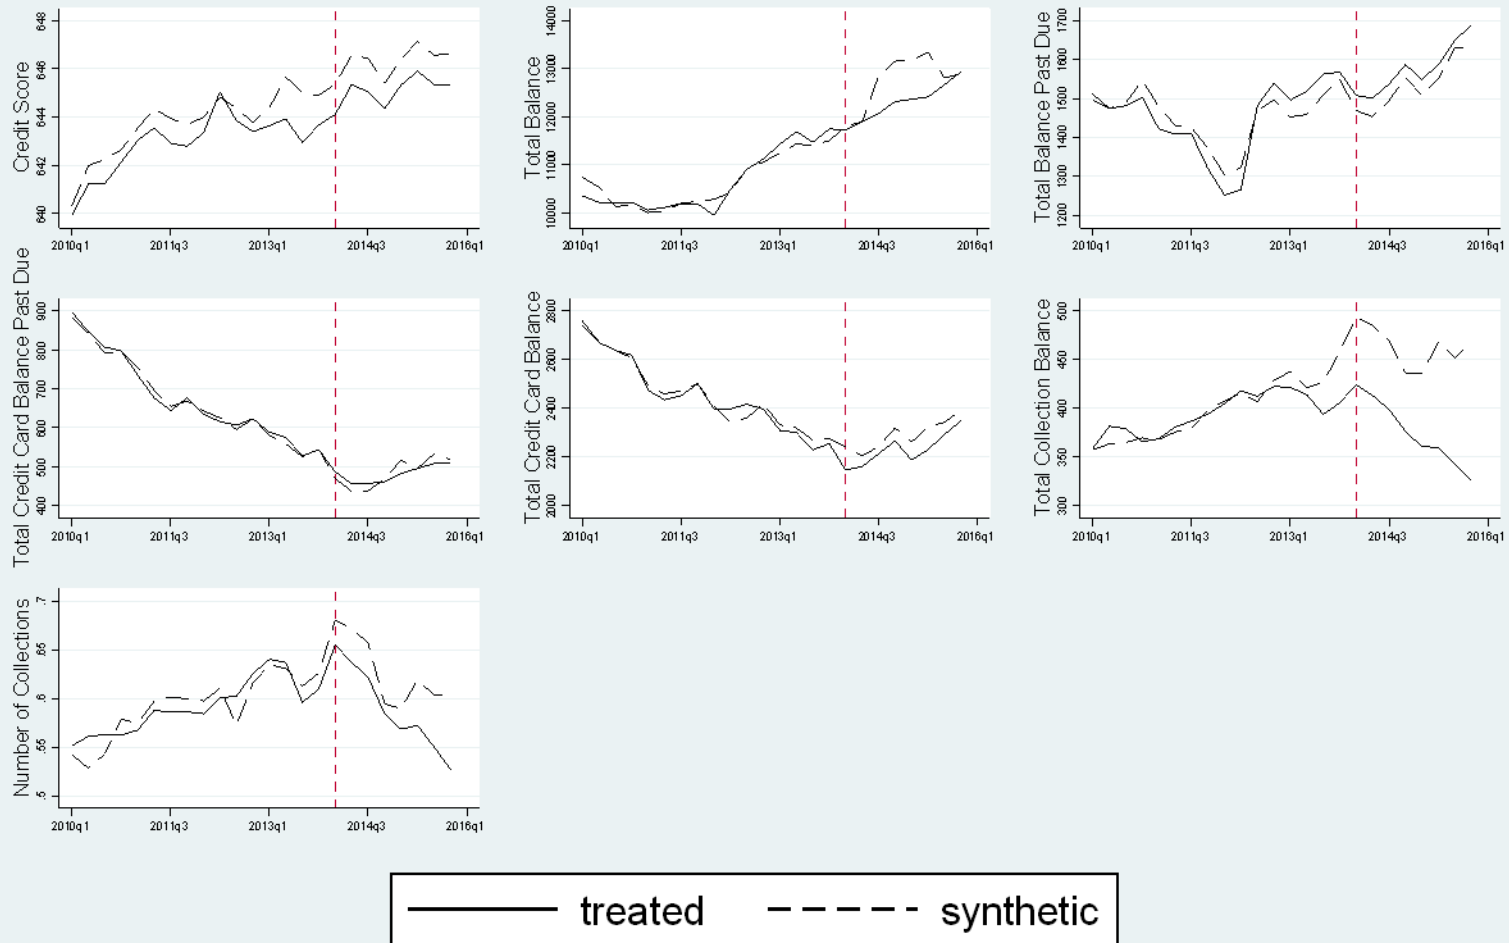 Credit Score
648
646
644
642
640
2010q1 2011q3 2013q1 2014q3 2016q1
Total Balance
14000
13000
12000
11000
10000
2010q1 2011q3 2013q1 2014q3 2016q1
Total Balance Past Due
1700
1600
1500
1400
1300
1200
2010q1 2011q3 2013q1 2014q3 2016q1
Total Credit Card Balance Past Due
900
800
700
600
500
400
2010q1 2011q3 2013q1 2014q3 2016q1
Total Credit Card Balance
2800
2600
2400
2200
2000
2010q1 2011q3 2013q1 2014q3 2016q1
Total Collection Balance
500
450
400
350
300
2010q1 2011q3 2013q1 2014q3 2016q1
Number of Collections
.7
.65
.6
.55
.5
2010q1 2011q3 2013q1 2014q3 2016q1
treated synthetic